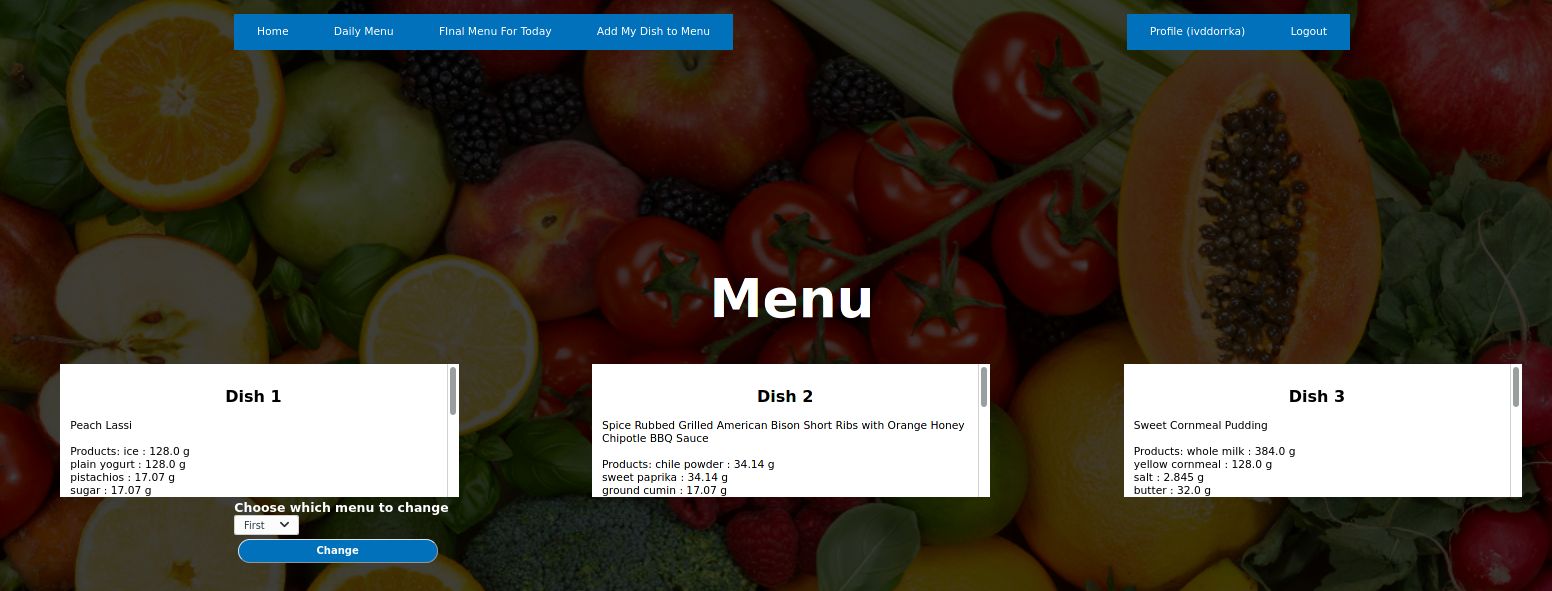 Home Daily Menu FInal Menu For Today Add My Dish to Menu Profile (ivddorrka) Logout
Menu
Dish 1
Peach Lassi
Products: ice : 128.0 g
plain yogurt : 128.0 g
pistachios : 17.07 g
sugar : 17.07 g
Dish 2
Spice Rubbed Grilled American Bison Short Ribs with Orange Honey
Chipotle BBQ Sauce
Products: chile powder : 34.14 g
sweet paprika : 34.14 g
ground cumin : 17.07 g
Dish 3
Sweet Cornmeal Pudding
Products: whole milk : 384.0 g
yellow cornmeal : 128.0 g
salt : 2.845 g
butter : 32.0 g
Choose which menu to change
First
Change